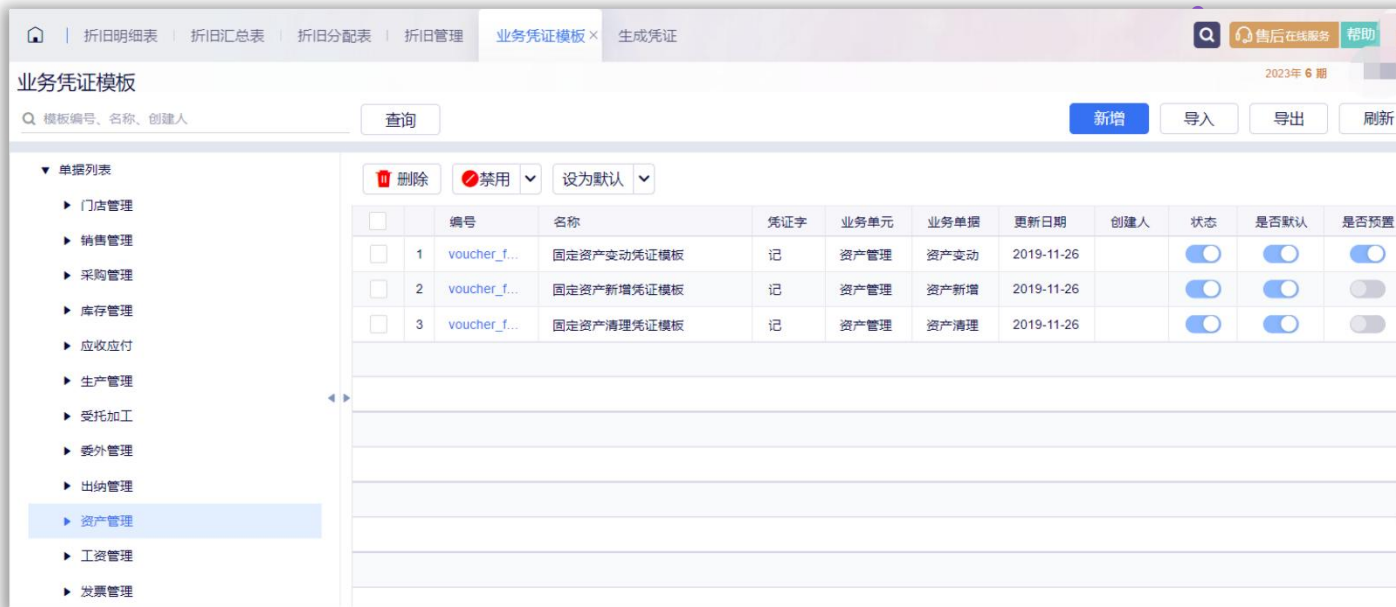 折旧明细表 折旧汇总表 折旧分配表 折旧管理 业务凭证模板 × 生成凭证 售后在线服务 帮助
业务凭证模板 2023年 6 期
模板编号、名称、创建人 查询 新增 导入 导出 刷新
单据列表
门店管理
销售管理
采购管理
库存管理
应收应付
生产管理
受托加工
委外管理
出纳管理
资产管理
工资管理
发票管理
删除 禁用 设为默认
编号 名称 凭证字 业务单元 业务单据 更新日期 创建人 状态 是否默认 是否预置
1 voucher_f... 固定资产变动凭证模板 记 资产管理 资产变动 2019-11-26
2 voucher_f... 固定资产新增凭证模板 记 资产管理 资产新增 2019-11-26
3 voucher_f... 固定资产清理凭证模板 记 资产管理 资产清理 2019-11-26